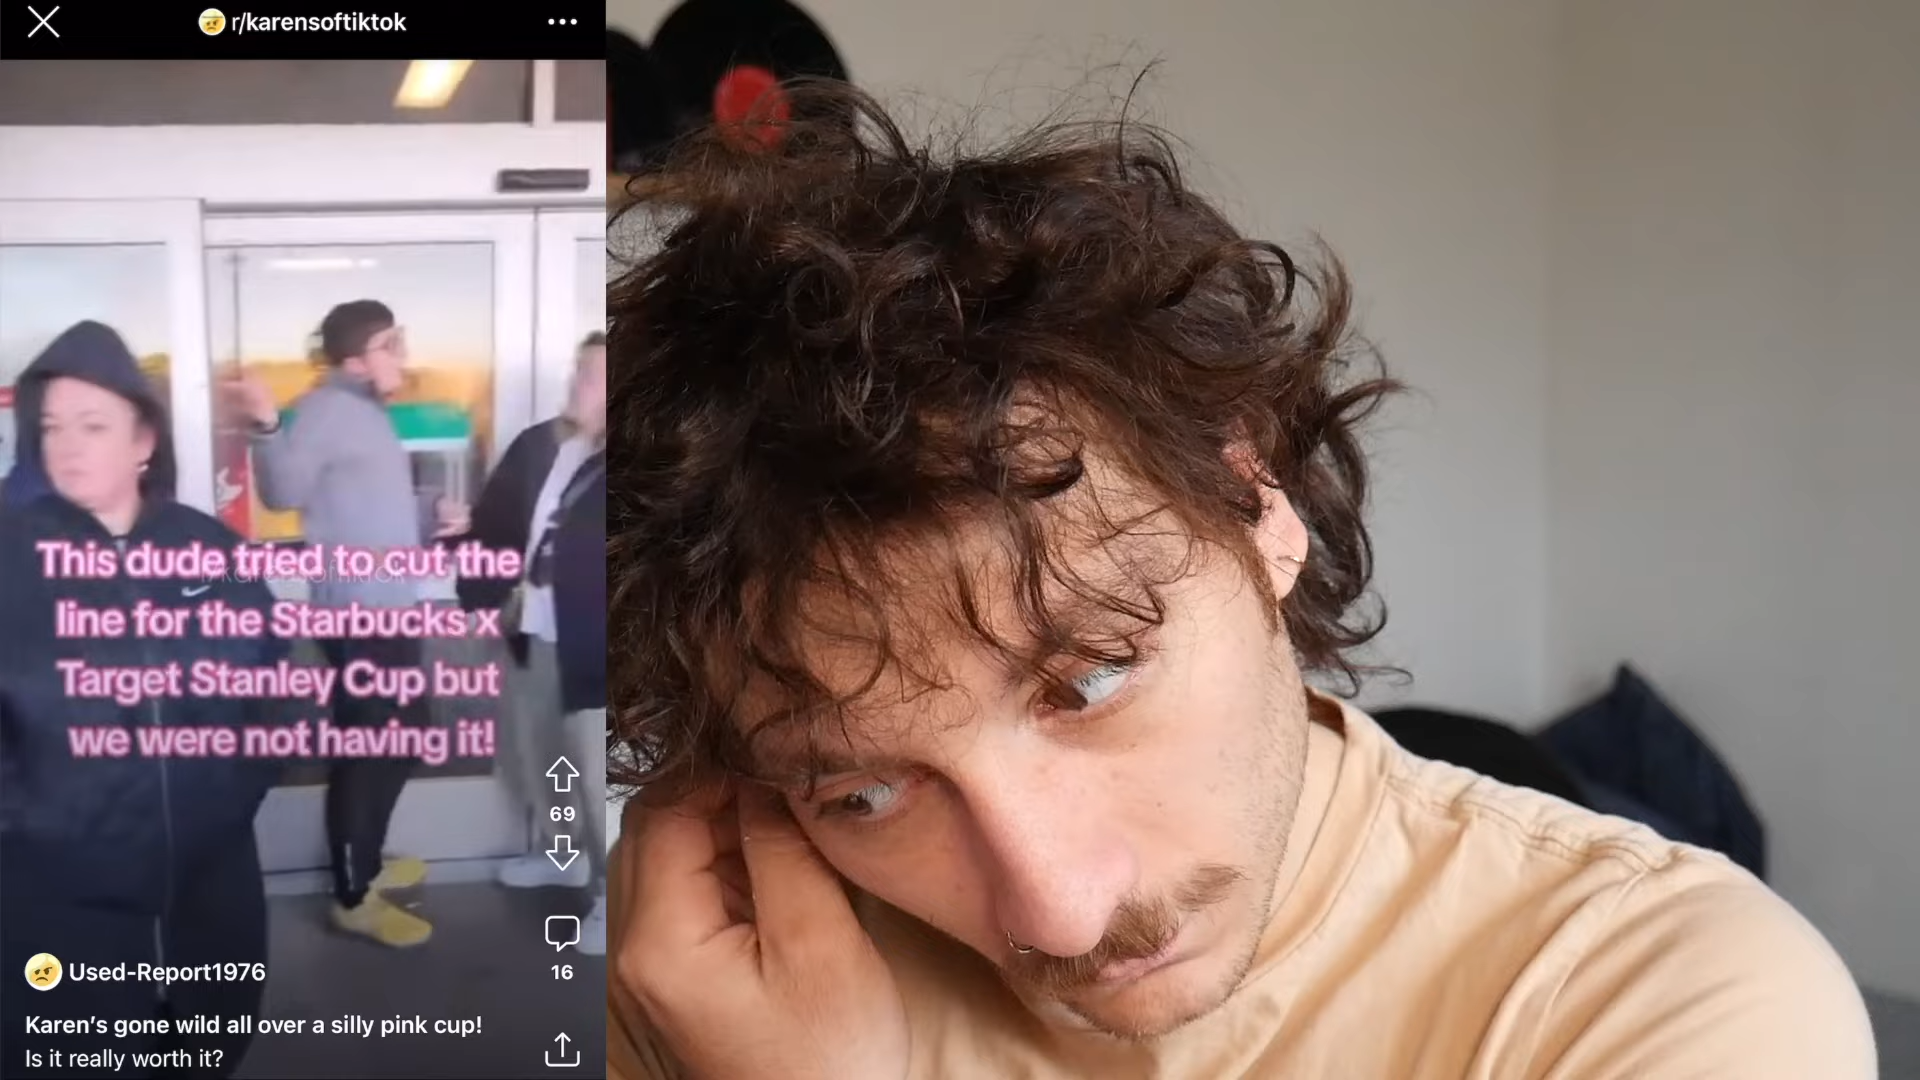 r/karensoftiktok
This dude tried to cut the
r/karensoftiktok
line for the Starbucks x
Target Stanley Cup but
we were not having it!
69
16
Used-Report1976
Karen's gone wild all over a silly pink cup!
Is it really worth it?